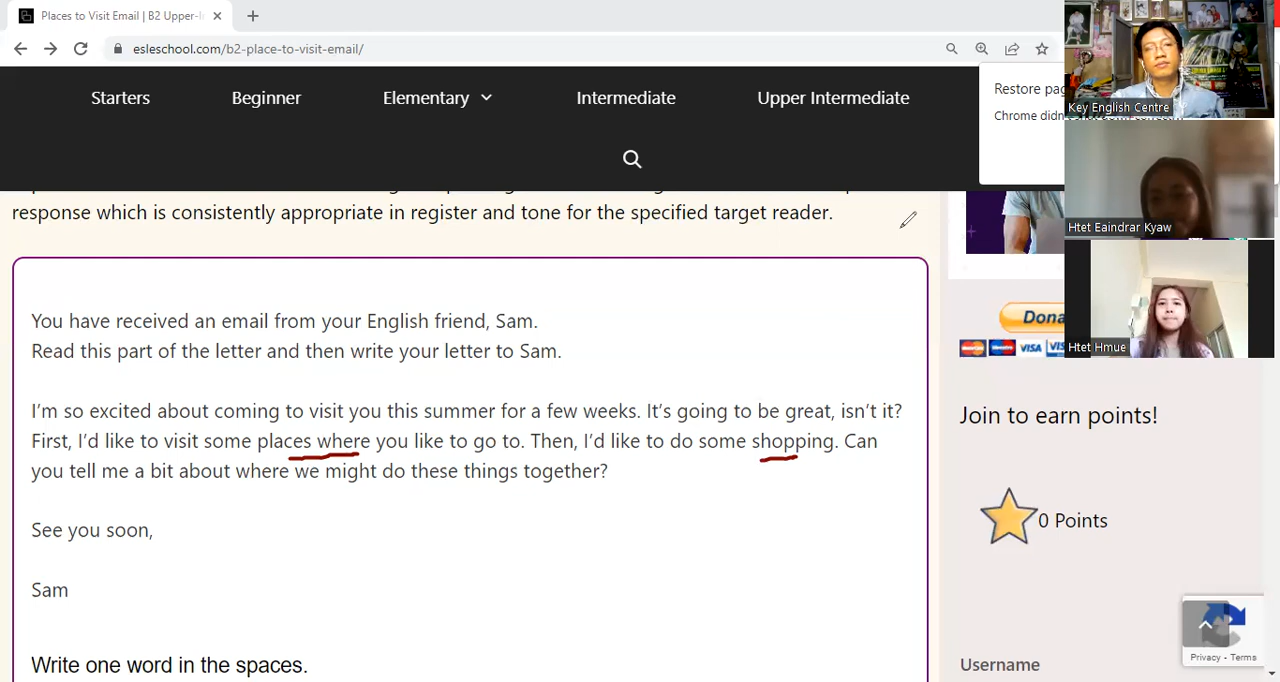 Places to Visit Email | B2 Upper-I
esleschool.com/b2-place-to-visit-email/
Starters Beginner Elementary Intermediate Upper Intermediate
Restore pag
Chrome didn
Key English Centre
Htet Eaindrar Kyaw
Htet Hmue
response which is consistently appropriate in register and tone for the specified target reader.
You have received an email from your English friend, Sam.
Read this part of the letter and then write your letter to Sam.
I'm so excited about coming to visit you this summer for a few weeks. It's going to be great, isn't it?
First, I'd like to visit some places where you like to go to. Then, I'd like to do some shopping. Can
you tell me a bit about where we might do these things together?
See you soon,
Sam
Write one word in the spaces.
Dona
VISA
Join to earn points!
0 Points
Privacy - Terms
Username